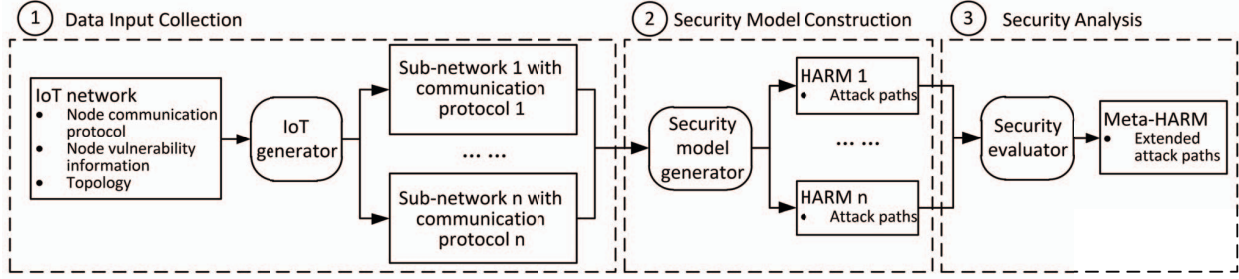 1 Data Input Collection
2 Security Model Construction
3 Security Analysis
IoT network
• Node communication
protocol
• Node vulnerability
information
• Topology
IoT
generator
Sub-network 1 with
communication
protocol 1
... ...
Sub-network n with
communication
protocol n
Security
model
generator
HARM 1
• Attack paths
... ...
HARM n
• Attack paths
Security
evaluator
Meta-HARM
• Extended
attack paths